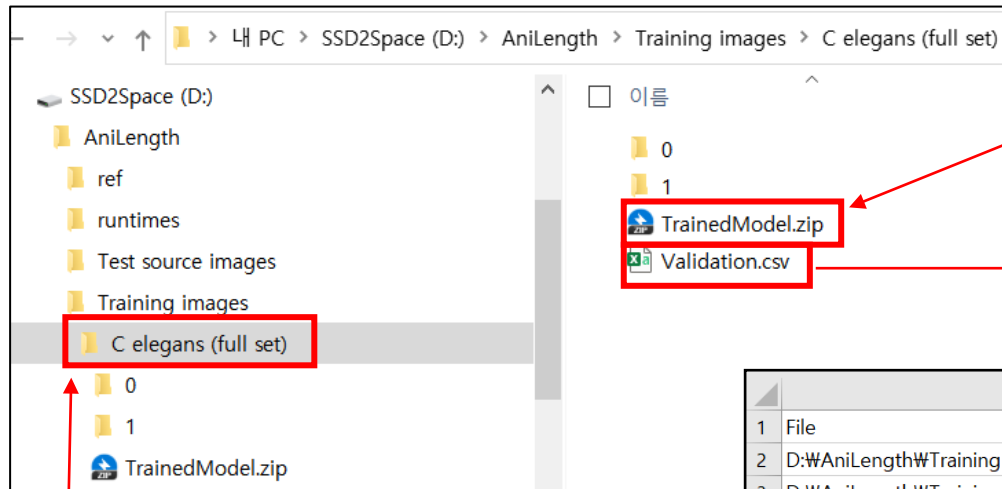 내 PC > SSD2Space (D:) > AniLength > Training images > C elegans (full set)
SSD2Space (D:)
AniLength
ref
runtimes
Test source images
Training images
C elegans (full set)
0
1
TrainedModel.zip
이름
0
1
TrainedModel.zip
Validation.csv
1 File
2 D:₩AniLength₩Training